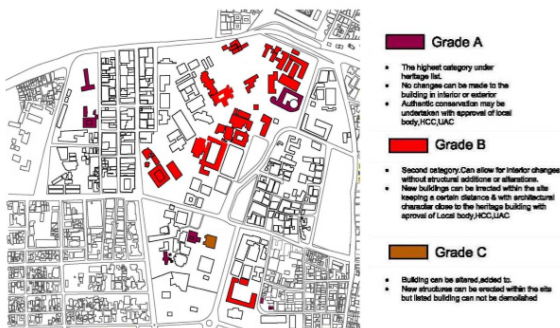 Grade A
• The highest category under
heritage list.
• No changes can be made to the
building in interior or exterior
• Authentic conservation may be
undertaken with approval of local
body,HCC,UAC
Grade B
• Second category.Can allow for interior changes
without structural additions or alterations.
• New buildings can be irrected within the site
keeping a certain distance & with architectural
character close to the heritage building with
aproval of Local body,HCC,UAC
Grade C
• Building can be altered,added to.
• New structures can be erected within the site
but listed building can not be demolished